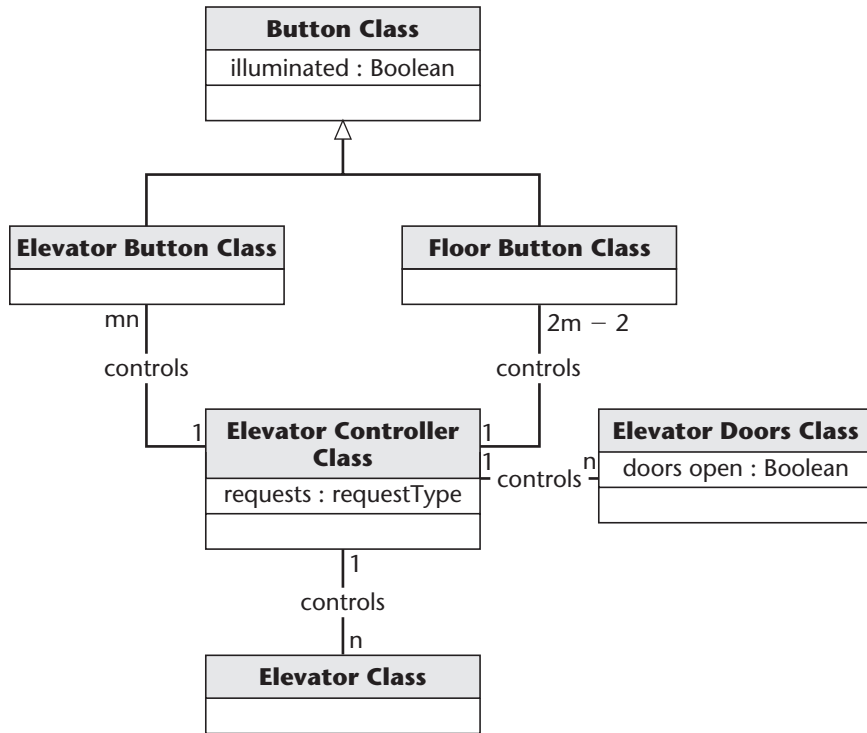 Button Class
illuminated : Boolean
Elevator Button Class
Floor Button Class
mn
2m − 2
controls
controls
1
Elevator Controller
Class
1
1
controls
n
Elevator Doors Class
requests : requestType
doors open : Boolean
1
controls
n
Elevator Class